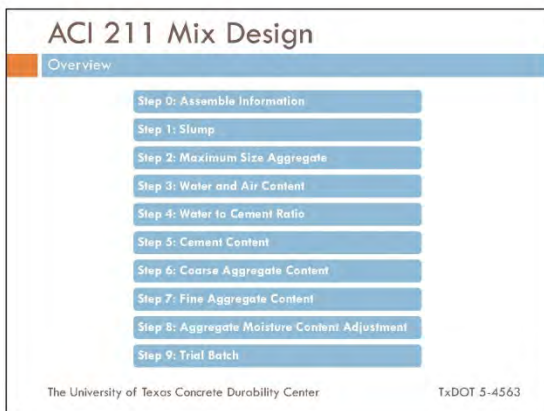 ACI 211 Mix Design
Overview
Step 0: Assemble Information
Step 1: Slump
Step 2: Maximum Size Aggregate
Step 3: Water and Air Content
Step 4: Water to Cement Ratio
Step 5: Cement Content
Step 6: Coarse Aggregate Content
Step 7: Fine Aggregate Content
Step 8: Aggregate Moisture Content Adjustment
Step 9: Trial Batch
The University of Texas Concrete Durability Center TxDOT 5-4563